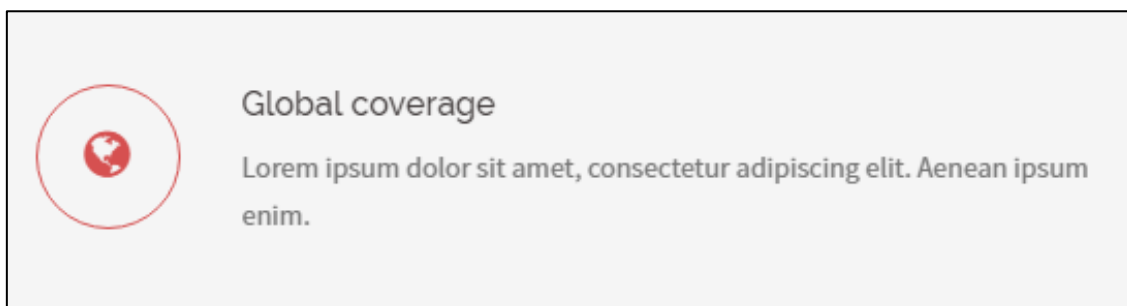 Global coverage
Lorem ipsum dolor sit amet, consectetur adipiscing elit. Aenean ipsum
enim.